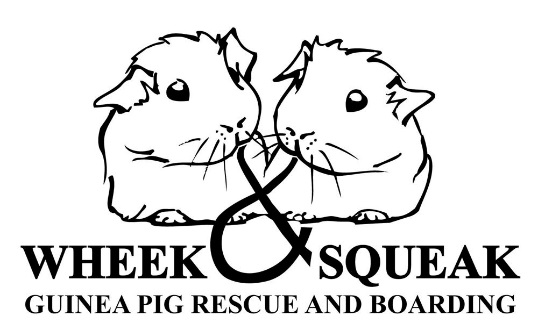 WHEEK & SQUEAK
GUINEA PIG RESCUE AND BOARDING